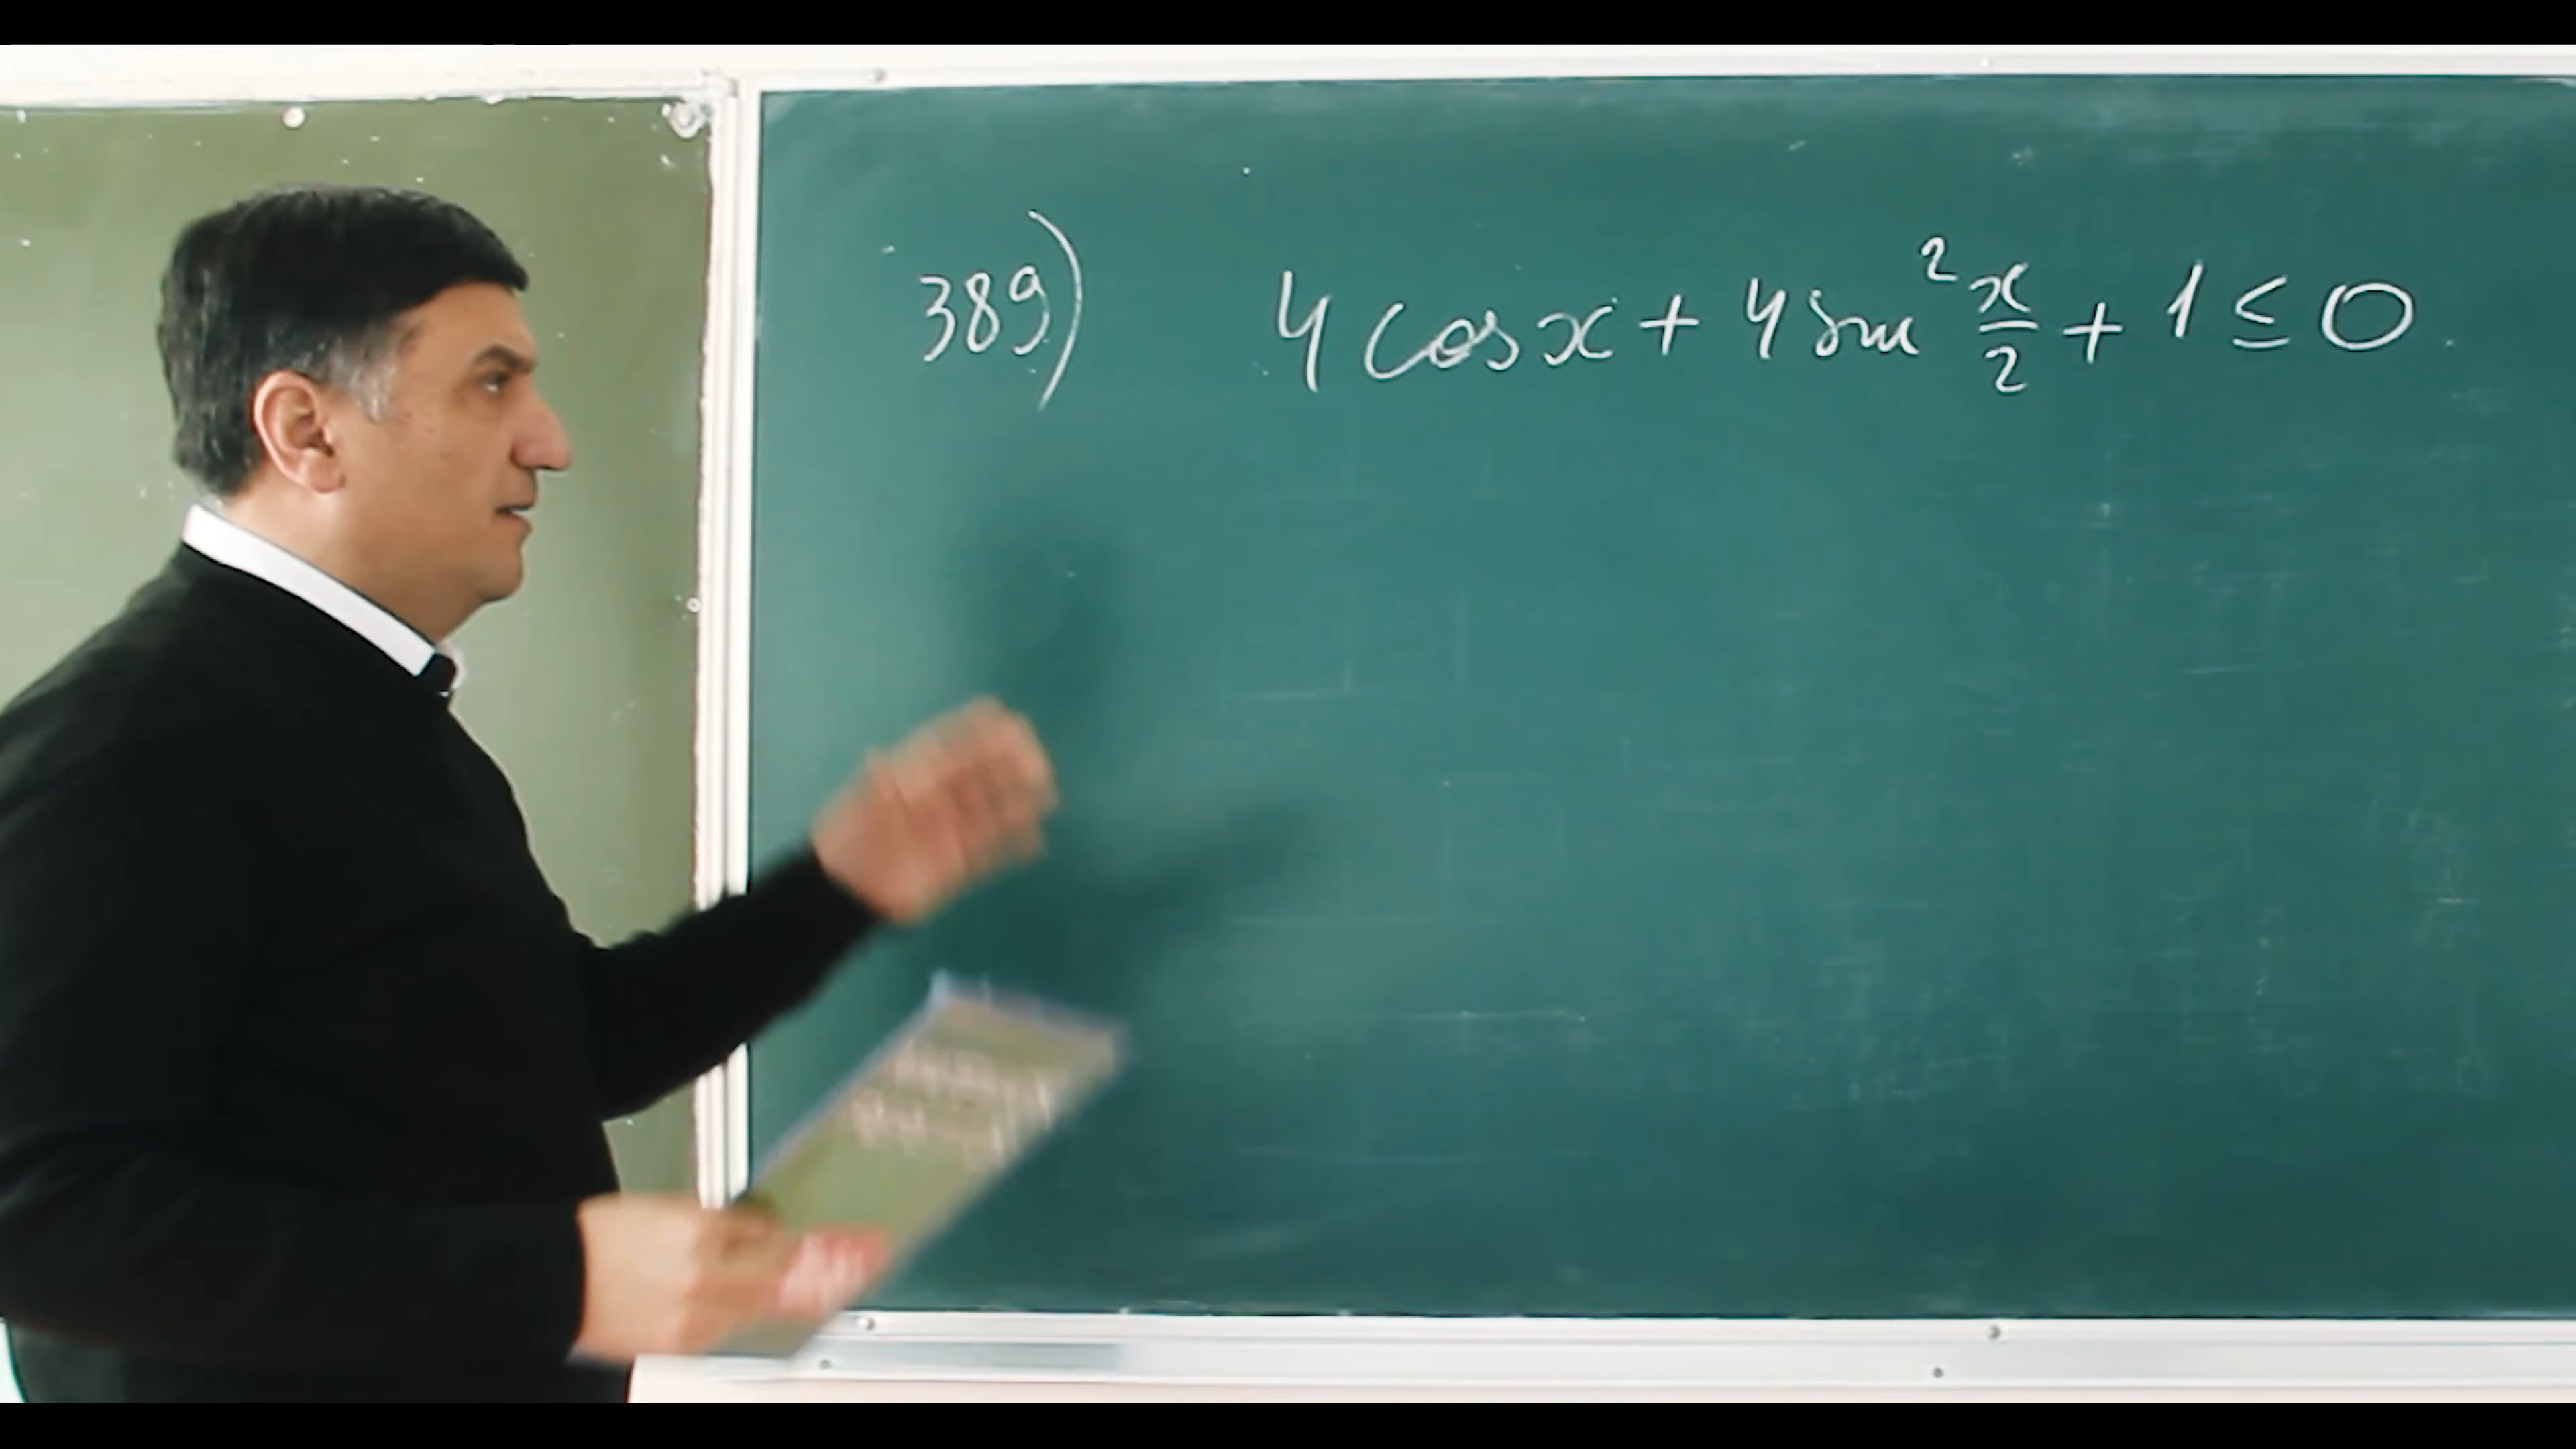 389) 4 cos x + 4 sin² x/2 + 1 ≤ 0.